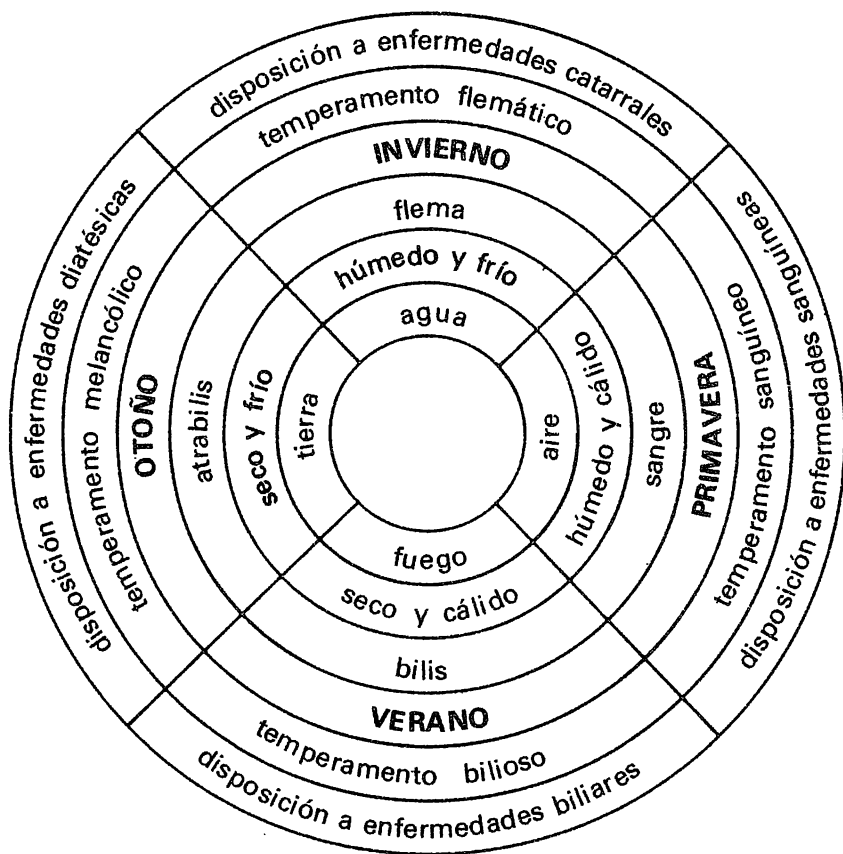 disposición a enfermedades catarrales
temperamento flemático
INVIERNO
flema
húmedo y frío
agua
disposición a enfermedades sanguíneas
temperamento sanguíneo
PRIMAVERA
sangre
húmedo y cálido
aire
fuego
seco y cálido
bilis
VERANO
temperamento bilioso
disposición a enfermedades biliares
disposición a enfermedades diatésicas
temperamento melancólico
OTOÑO
atrabilis
seco y frío
tierra